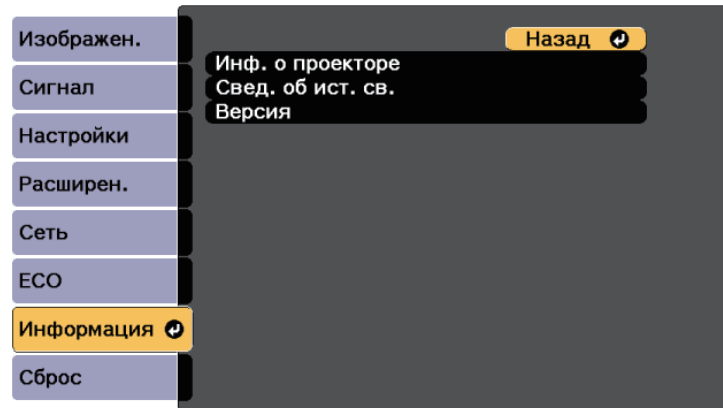 Изображен.
Сигнал
Настройки
Расширен.
Сеть
ECO
Информация
Сброс
Назад
Инф. о проекторе
Свед. об ист. св.
Версия